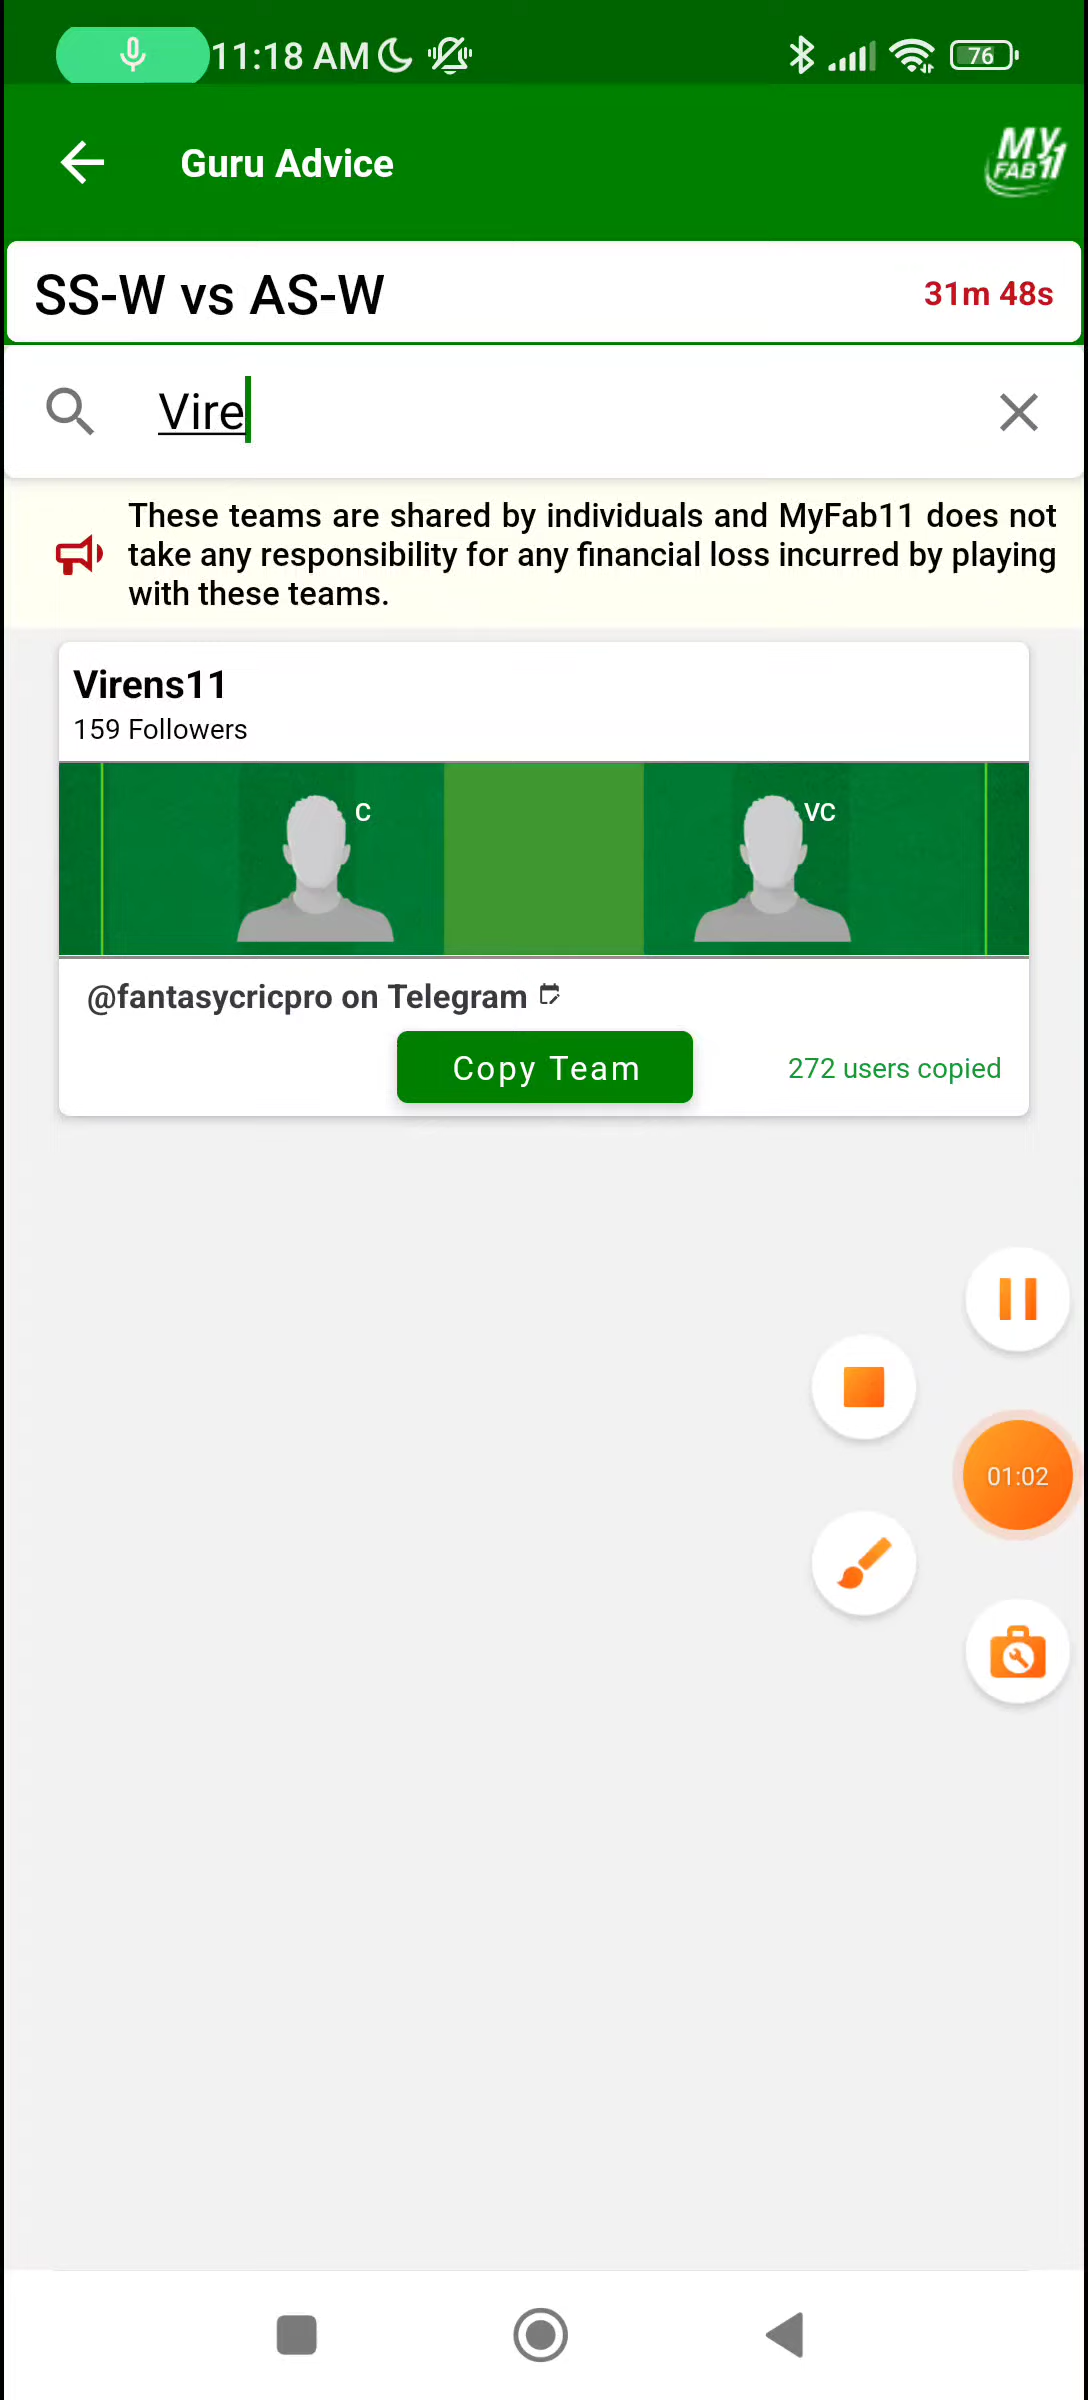 11:18 AM
76
Guru Advice
MY
FAB11
SS-W vs AS-W
31m 48s
Vire
These teams are shared by individuals and MyFab11 does not
take any responsibility for any financial loss incurred by playing
with these teams.
Virens11
159 Followers
C
VC
@fantasycricpro on Telegram
Copy Team
272 users copied
01:02